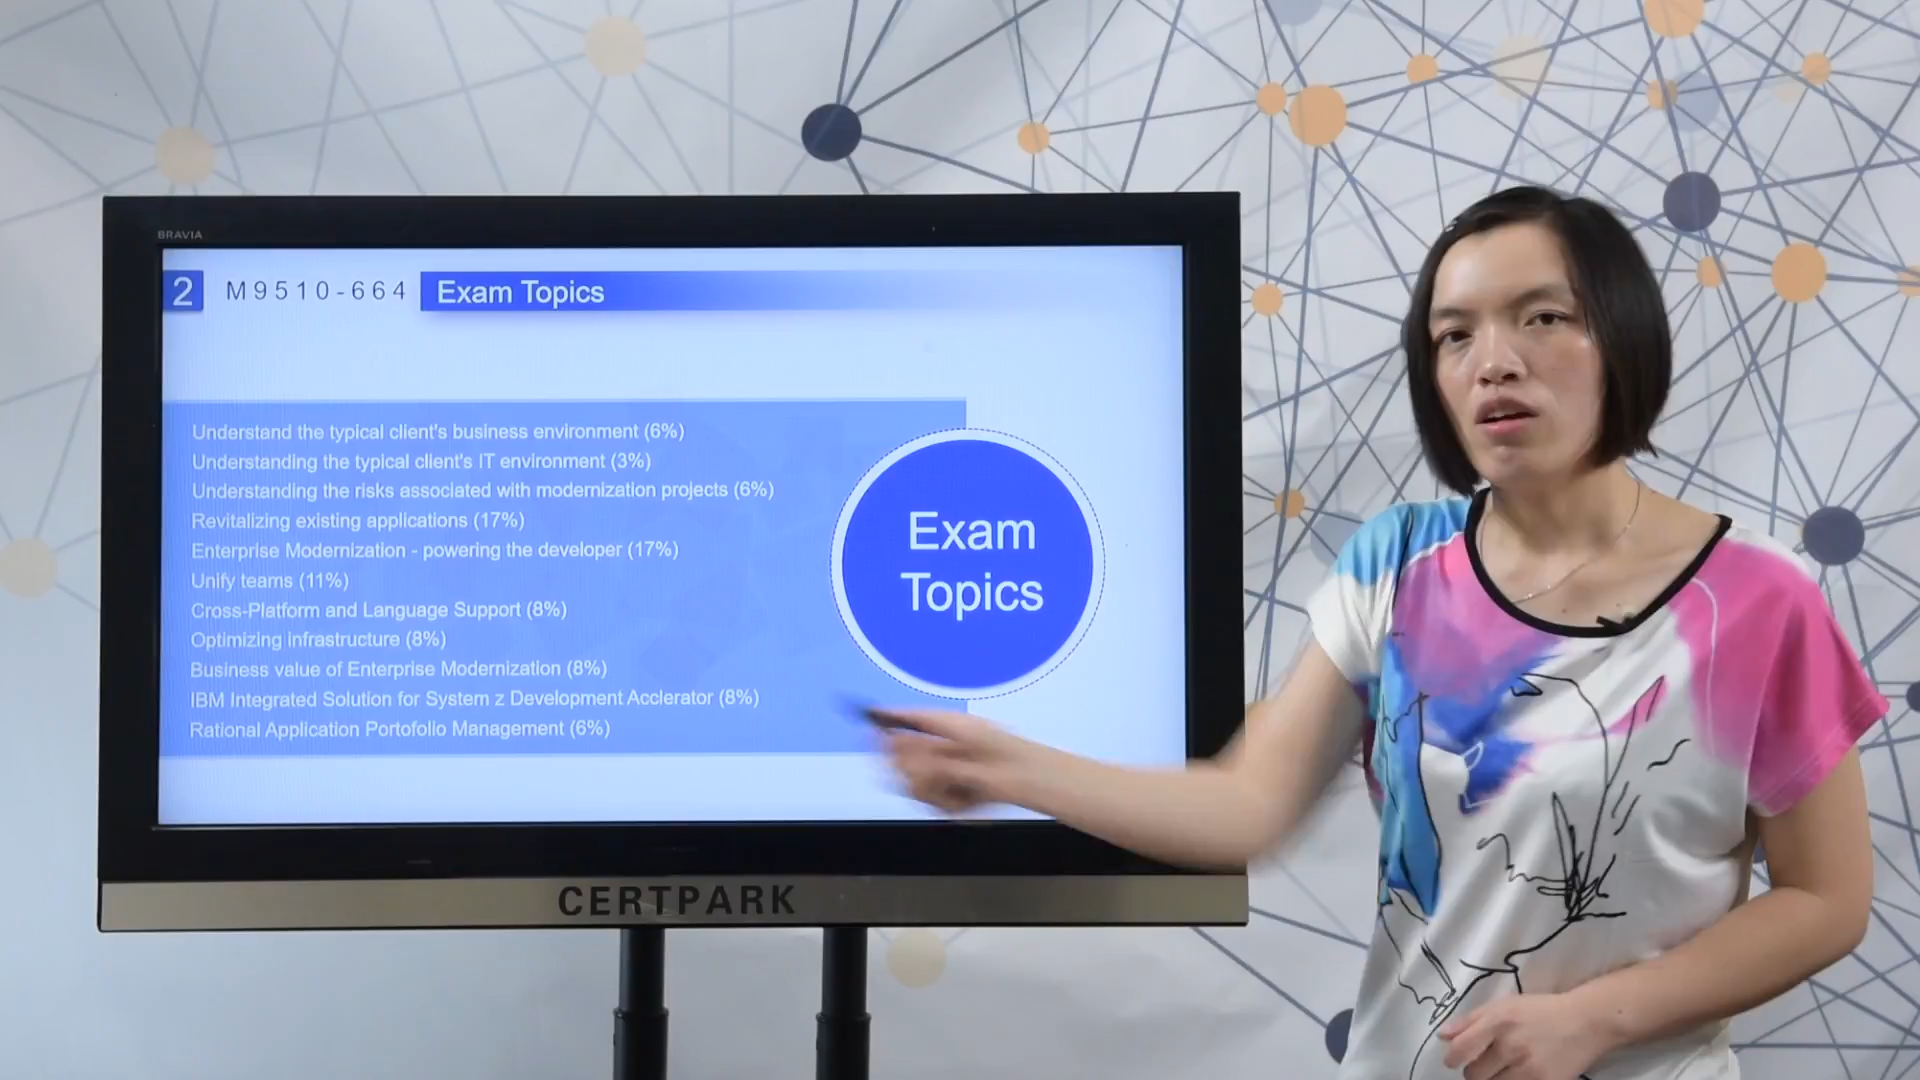 BRAVIA
2 M9510-664 Exam Topics
Understand the typical client's business environment (6%)
Understanding the typical client's IT environment (3%)
Understanding the risks associated with modernization projects (6%)
Revitalizing existing applications (17%)
Enterprise Modernization - powering the developer (17%)
Unify teams (11%)
Cross-Platform and Language Support (8%)
Optimizing infrastructure (8%)
Business value of Enterprise Modernization (8%)
IBM Integrated Solution for System z Development Acclerator (8%)
Rational Application Portofolio Management (6%)
Exam
Topics
CERTPARK